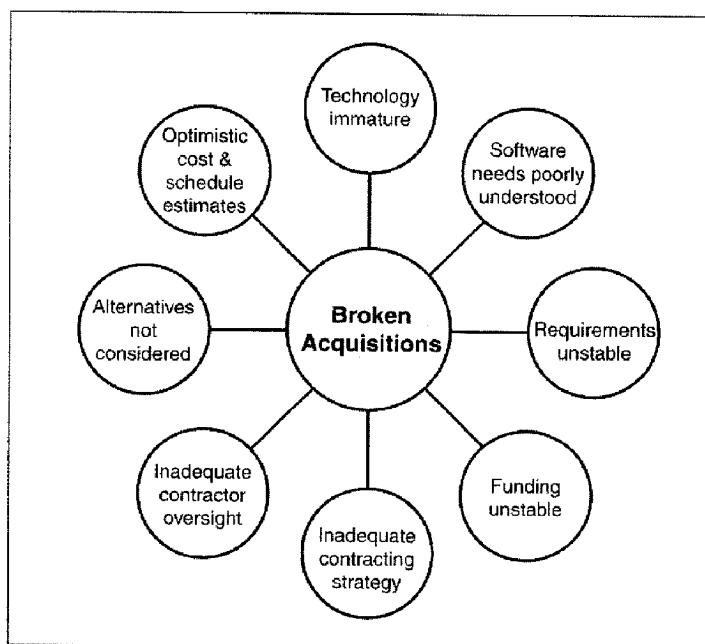 Technology
immature
Optimistic
cost &
schedule
estimates
Software
needs poorly
understood
Alternatives
not
considered
Broken
Acquisitions
Requirements
unstable
Inadequate
contractor
oversight
Inadequate
contracting
strategy
Funding
unstable